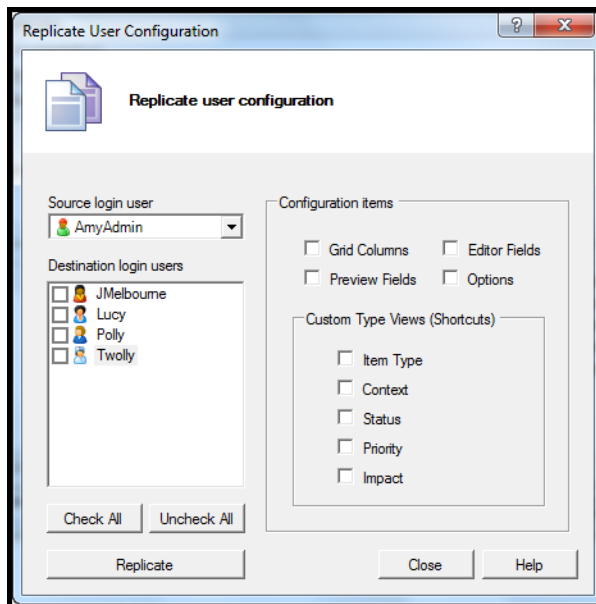 Replicate User Configuration
?
Replicate user configuration
Source login user
AmyAdmin
Destination login users
JMelbourne
Lucy
Polly
Twolly
Check All
Uncheck All
Replicate
Configuration items
Grid Columns
Editor Fields
Preview Fields
Options
Custom Type Views (Shortcuts)
Item Type
Context
Status
Priority
Impact
Close
Help